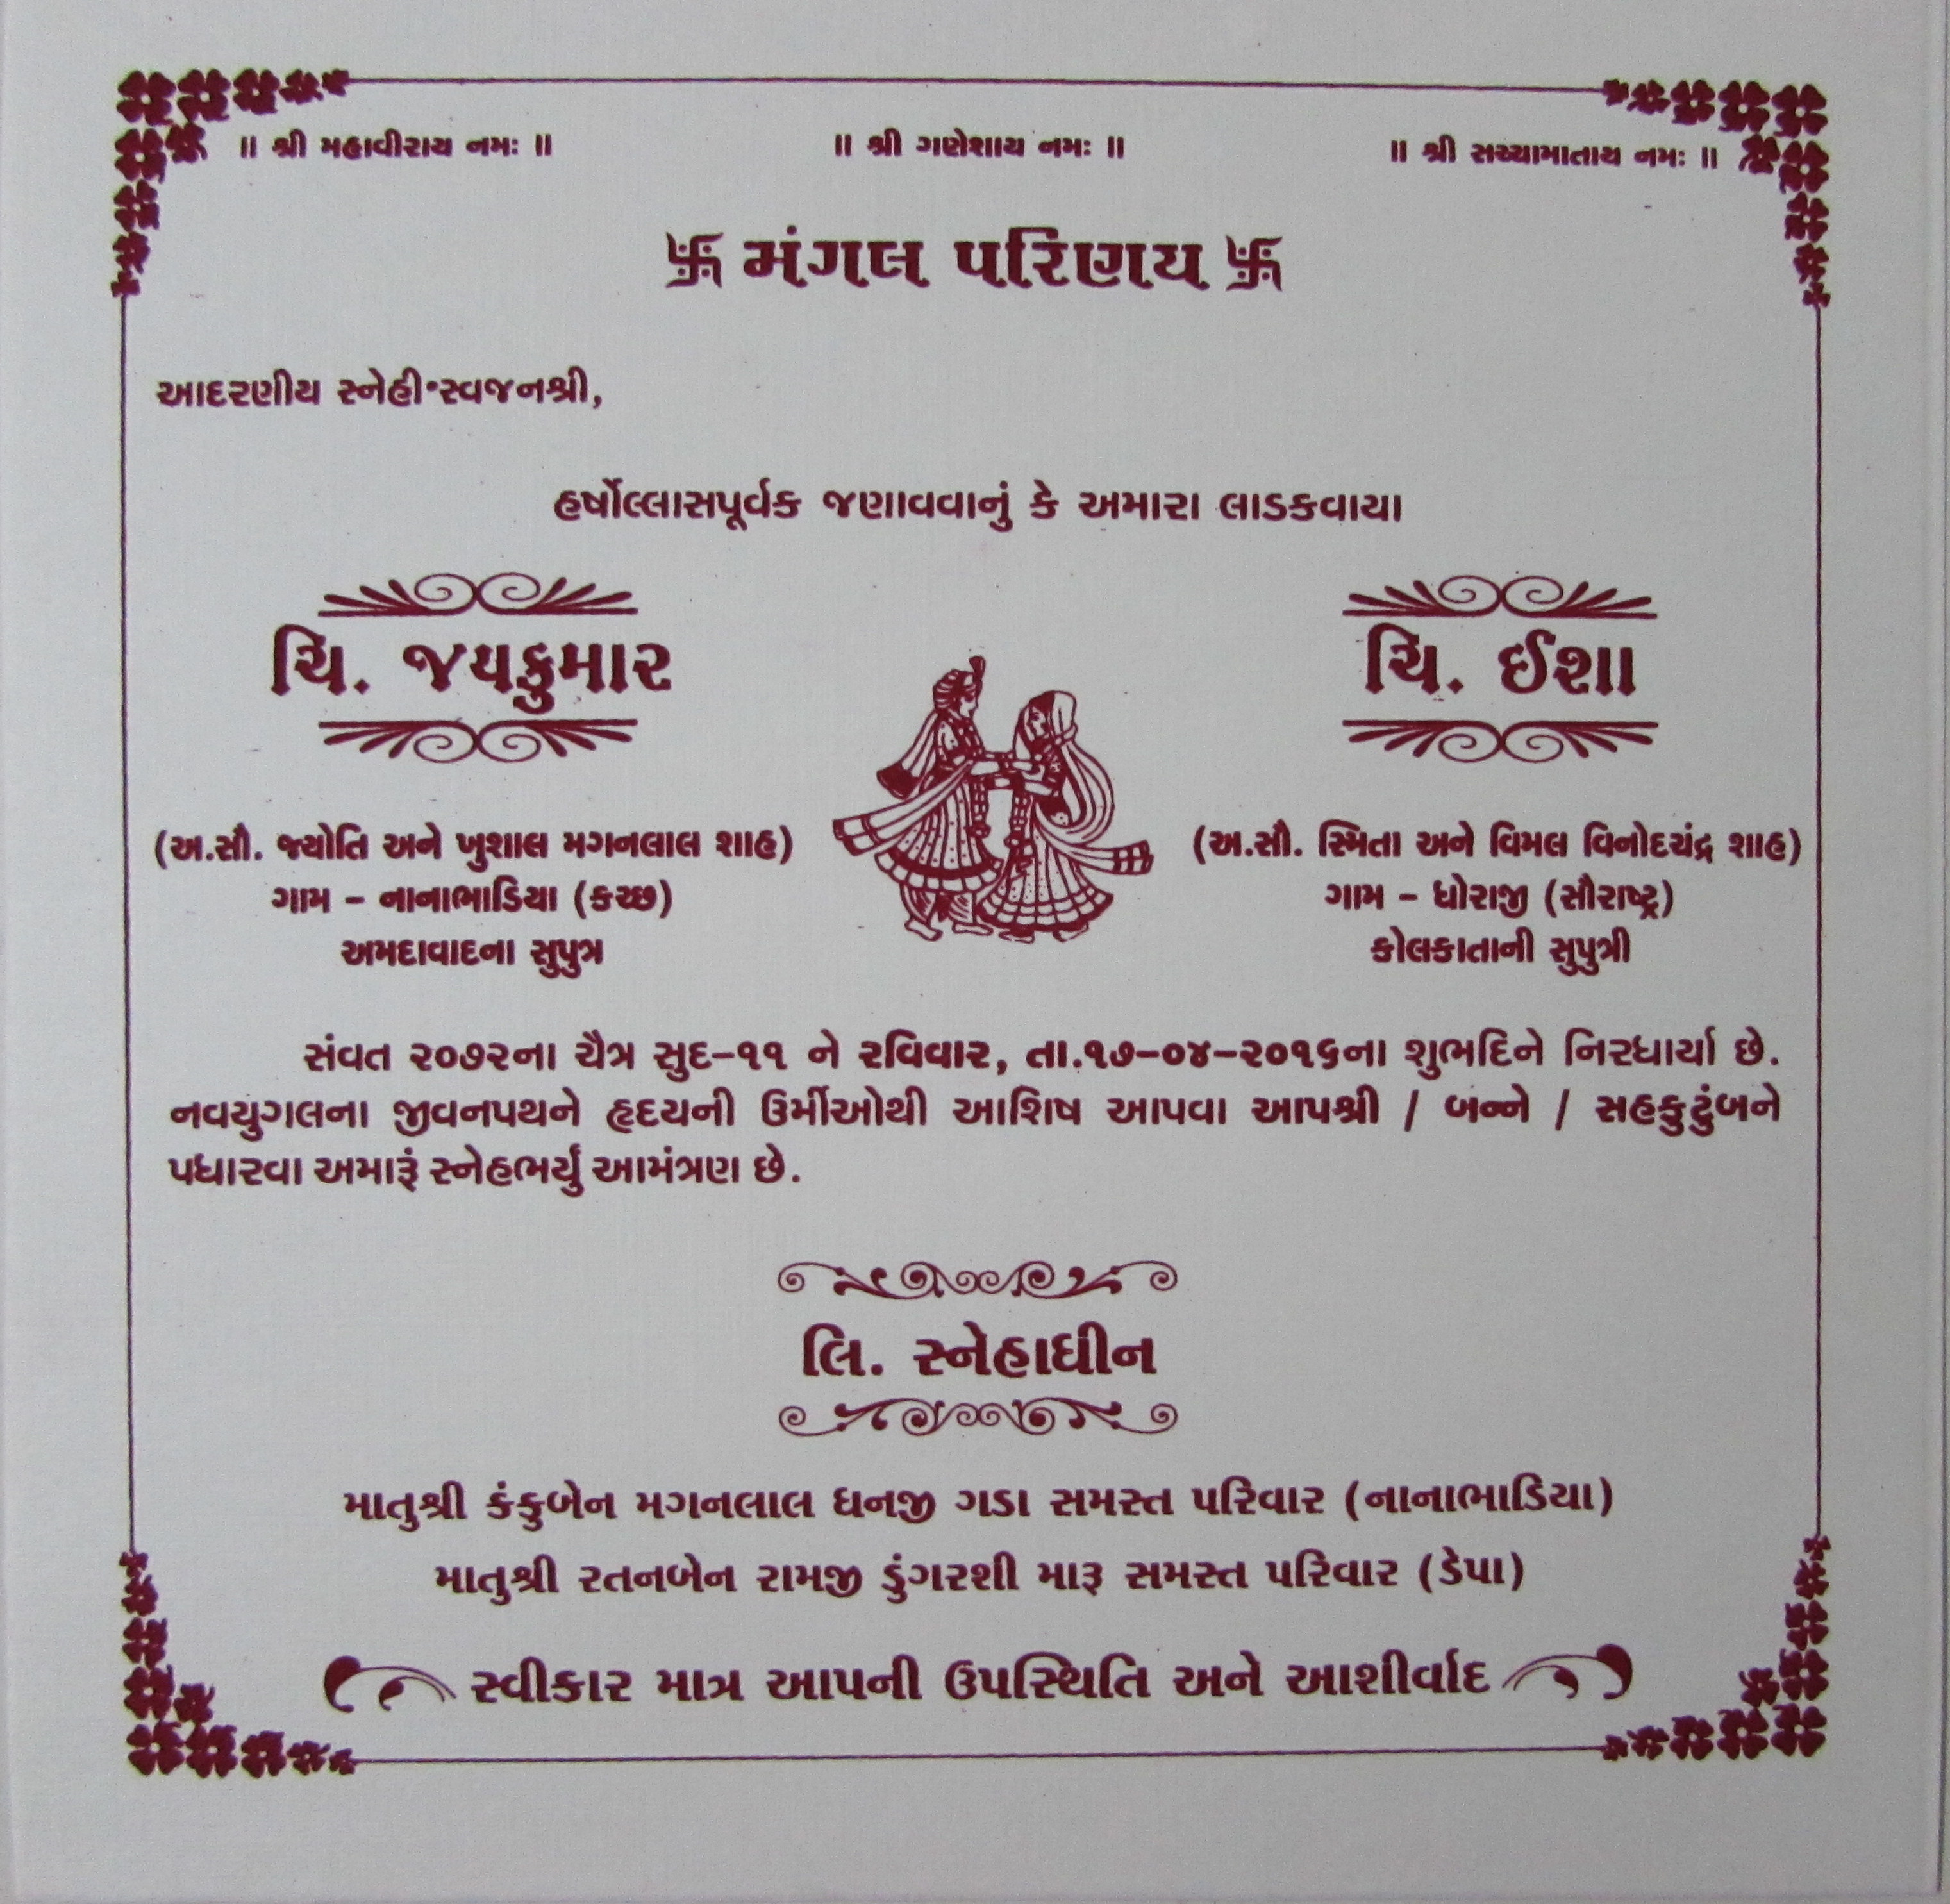 ॥ શ્રી મહાવીરાય નમઃ ॥ ॥ શ્રી ગણેશાય નમઃ ॥ ॥ શ્રી સચ્ચામાતાય નમઃ ॥
卐 મંગલ પરિણય 卐
આદરણીય સ્નેહી-સ્વજનશ્રી,
હર્ષોલ્લાસપૂર્વક જણાવવાનું કે અમારા લાડકવાયા
ચિ. જયકુમાર
(અ.સૌ. જ્યોતિ અને ખુશાલ મગનલાલ શાહ)
ગામ - નાનાભાડિયા (કચ્છ)
અમદાવાદના સુપુત્ર
ચિ. ઈશા
(અ.સૌ. સ્મિતા અને વિમલ વિનોદચંદ્ર શાહ)
ગામ - ધોરાજી (સૌરાષ્ટ્ર)
કોલકાતાની સુપુત્રી
સંવત ૨૦૭૨ના ચૈત્ર સુદ-૧૧ ને રવિવાર, તા.૧૭-૦૪-૨૦૧૬ના શુભદિને નિરધાર્યા છે.
નવયુગલના જીવનપથને હૃદયની ઉર્મીઓથી આશિષ આપવા આપશ્રી / બન્ને / સહકુટુંબને
પધારવા અમારૂં સ્નેહભર્યું આમંત્રણ છે.
લિ. સ્નેહાધીન
માતુશ્રી કંકુબેન મગનલાલ ધનજી ગડા સમસ્ત પરિવાર (નાનાભાડિયા)
માતુશ્રી રતનબેન રામજી ડુંગરશી મારૂ સમસ્ત પરિવાર (ડેપા)
સ્વીકાર માત્ર આપની ઉપસ્થિતિ અને આશીર્વાદ